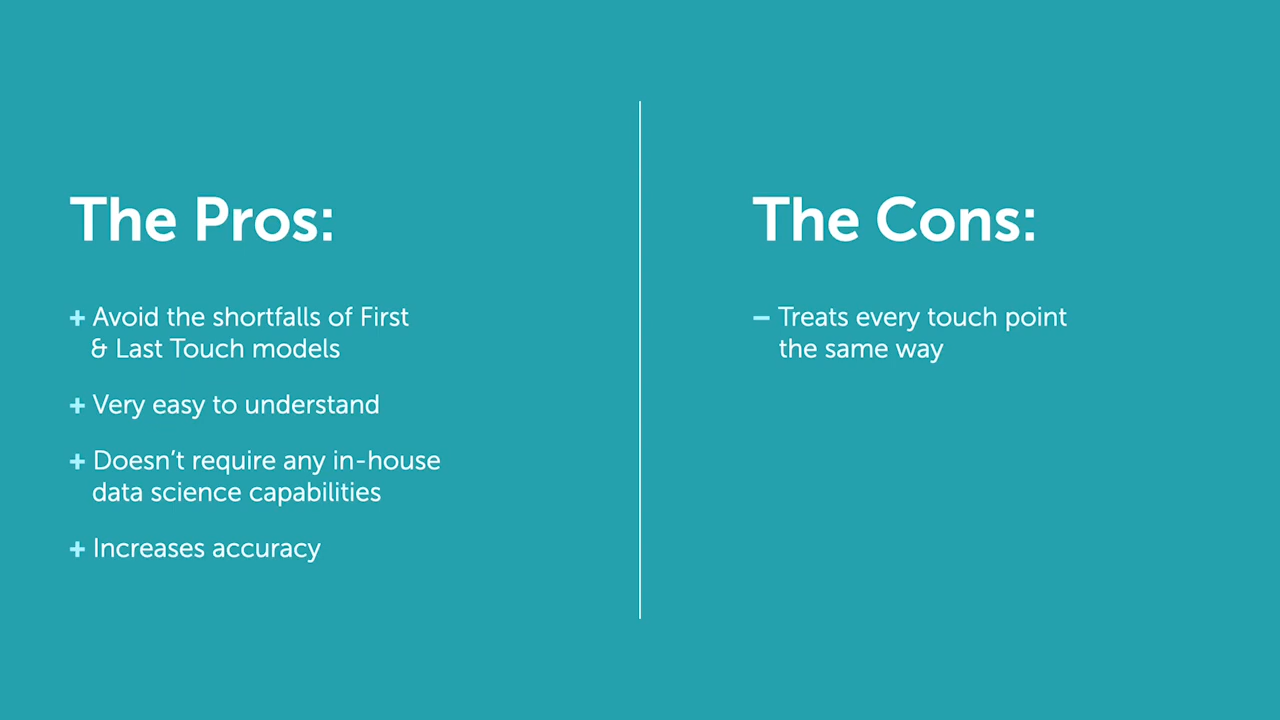 The Pros:
+ Avoid the shortfalls of First
& Last Touch models
+ Very easy to understand
+ Doesn’t require any in-house
data science capabilities
+ Increases accuracy
The Cons:
– Treats every touch point
the same way